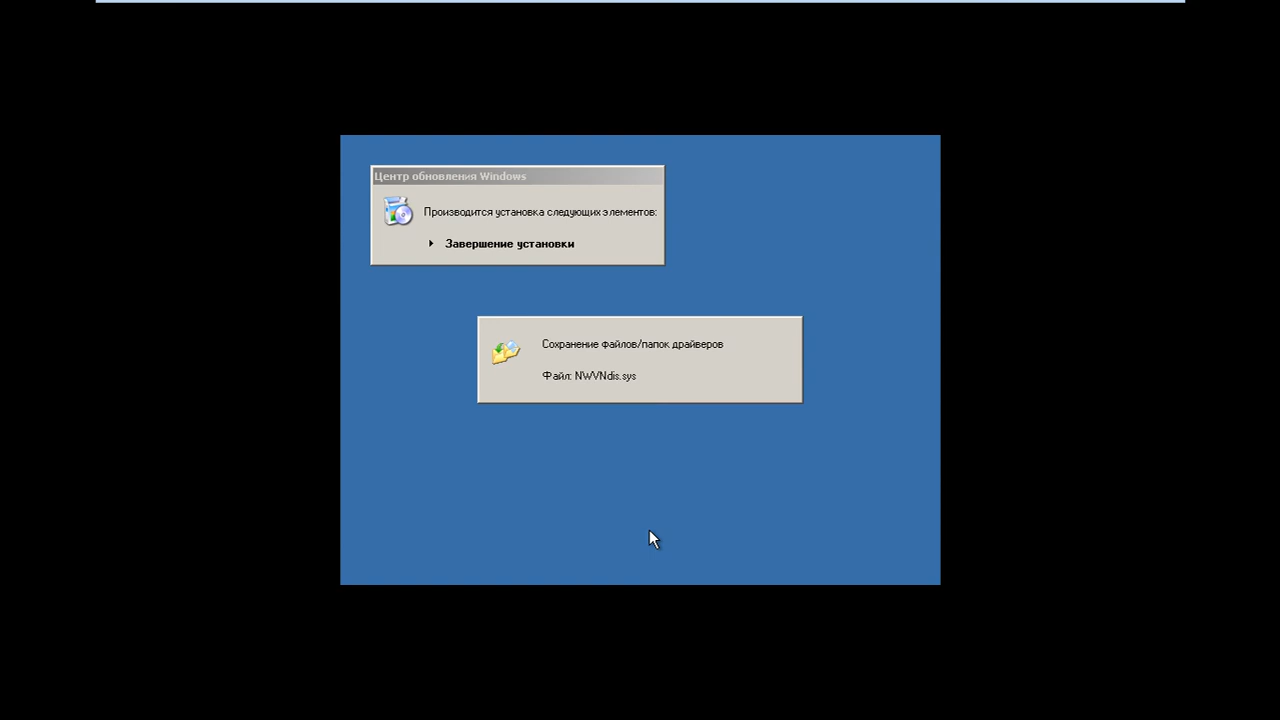 Центр обновления Windows
Производится установка следующих элементов:
Завершение установки
Сохранение файлов/папок драйверов
Файл: NWVNdis.sys